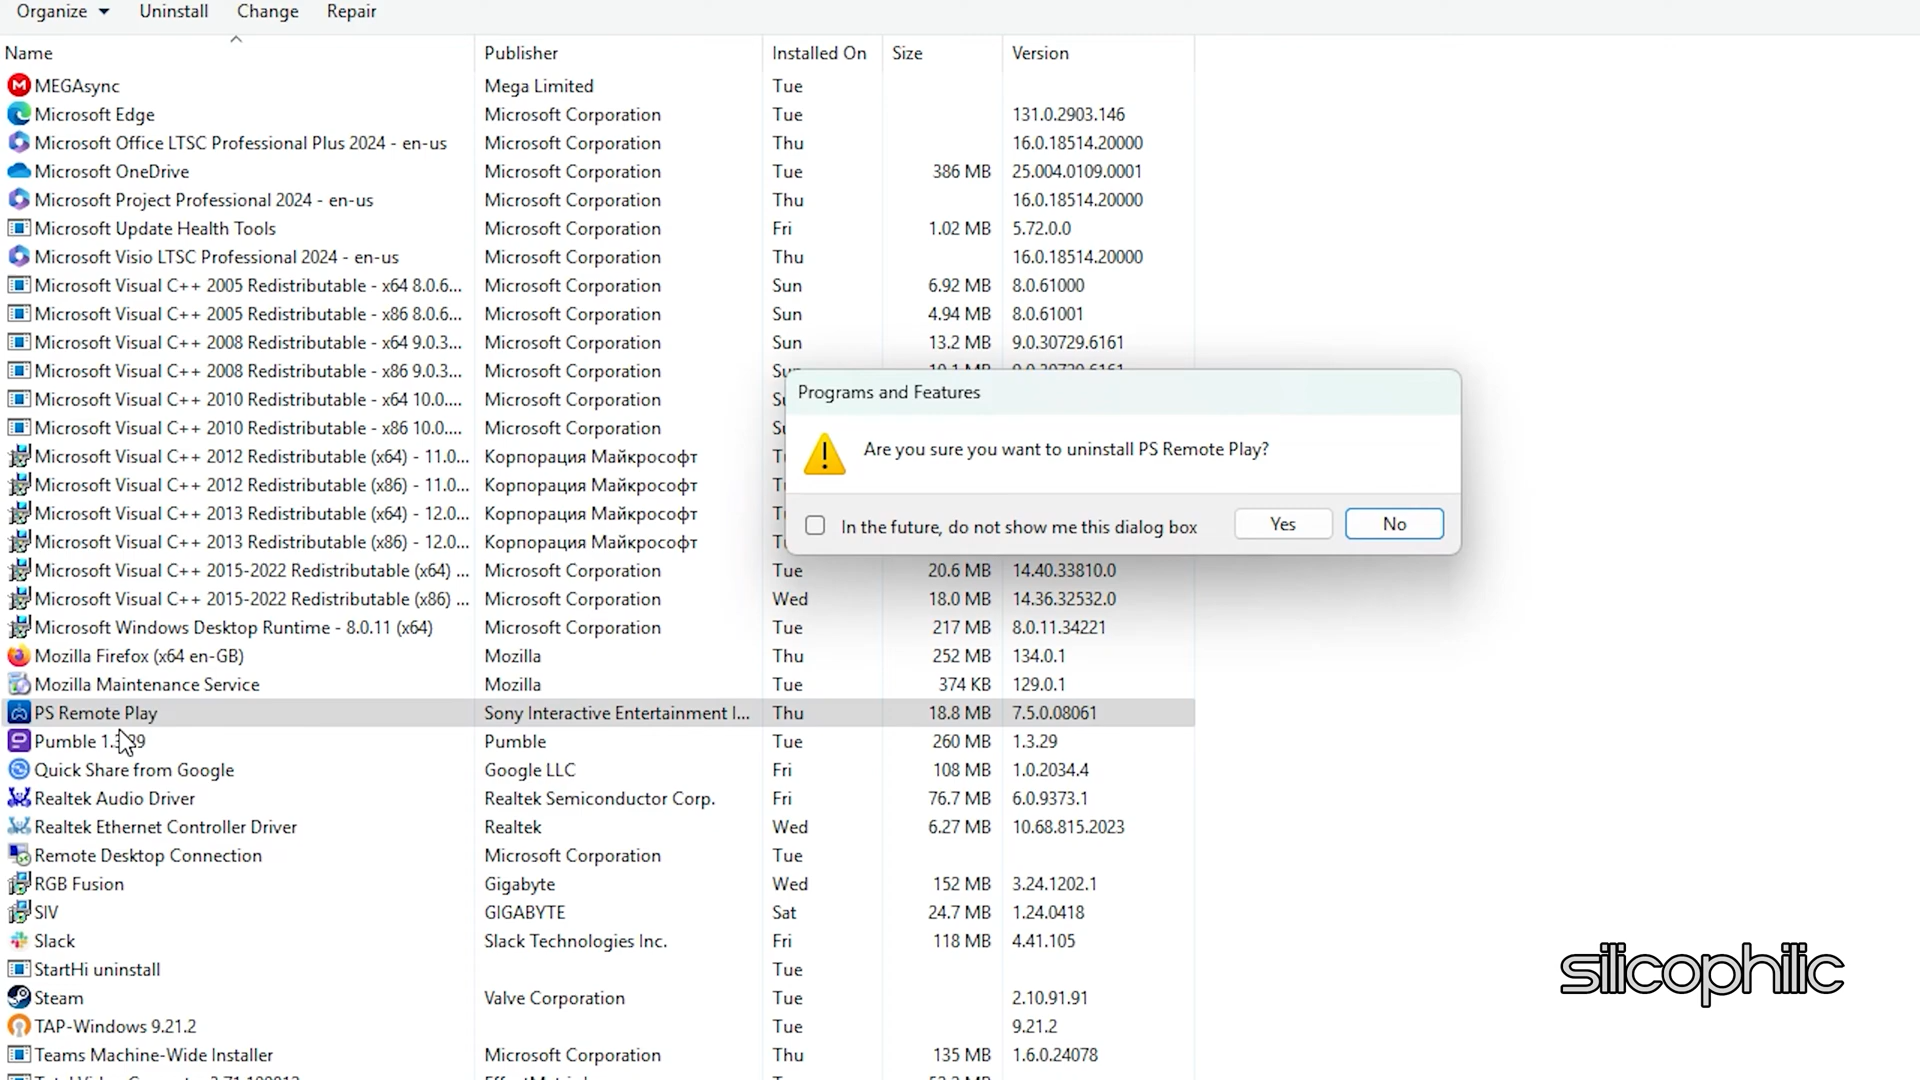 Organize Uninstall Change Repair
Name Publisher Installed On Size Version
MEGAsync Mega Limited Tue
Microsoft Edge Microsoft Corporation Tue 131.0.2903.146
Microsoft Office LTSC Professional Plus 2024 - en-us Microsoft Corporation Thu 16.0.18514.20000
Microsoft OneDrive Microsoft Corporation Tue 386 MB 25.004.0109.0001
Microsoft Project Professional 2024 - en-us Microsoft Corporation Thu 16.0.18514.20000
Microsoft Update Health Tools Microsoft Corporation Fri 1.02 MB 5.72.0.0
Microsoft Visio LTSC Professional 2024 - en-us Microsoft Corporation Thu 16.0.18514.20000
Microsoft Visual C++ 2005 Redistributable - x64 8.0.6... Microsoft Corporation Sun 6.92 MB 8.0.61000
Microsoft Visual C++ 2005 Redistributable - x86 8.0.6... Microsoft Corporation Sun 4.94 MB 8.0.61001
Microsoft Visual C++ 2008 Redistributable - x64 9.0.3... Microsoft Corporation Sun 13.2 MB 9.0.30729.6161
Microsoft Visual C++ 2008 Redistributable - x86 9.0.3... Microsoft Corporation
Microsoft Visual C++ 2010 Redistributable - x64 10.0.... Microsoft Corporation
Microsoft Visual C++ 2010 Redistributable - x86 10.0.... Microsoft Corporation
Microsoft Visual C++ 2012 Redistributable (x64) - 11.0... Корпорация Майкрософт
Microsoft Visual C++ 2012 Redistributable (x86) - 11.0... Корпорация Майкрософт
Microsoft Visual C++ 2013 Redistributable (x64) - 12.0... Корпорация Майкрософт
Microsoft Visual C++ 2013 Redistributable (x86) - 12.0... Корпорация Майкрософт
Programs and Features
Are you sure you want to uninstall PS Remote Play?
In the future, do not show me this dialog box Yes No
Microsoft Visual C++ 2015-2022 Redistributable (x64) ... Microsoft Corporation Tue 20.6 MB 14.40.33810.0
Microsoft Visual C++ 2015-2022 Redistributable (x86) ... Microsoft Corporation Wed 18.0 MB 14.36.32532.0
Microsoft Windows Desktop Runtime - 8.0.11 (x64) Microsoft Corporation Tue 217 MB 8.0.11.34221
Mozilla Firefox (x64 en-GB) Mozilla Thu 252 MB 134.0.1
Mozilla Maintenance Service Mozilla Tue 374 KB 129.0.1
PS Remote Play Sony Interactive Entertainment I... Thu 18.8 MB 7.5.0.08061
Pumble Pumble Tue 260 MB 1.3.29
Quick Share from Google Google LLC Fri 108 MB 1.0.2034.4
Realtek Audio Driver Realtek Semiconductor Corp. Fri 76.7 MB 6.0.9373.1
Realtek Ethernet Controller Driver Realtek Wed 6.27 MB 10.68.815.2023
Remote Desktop Connection Microsoft Corporation Tue
RGB Fusion Gigabyte Wed 152 MB 3.24.1202.1
SIV GIGABYTE Sat 24.7 MB 1.24.0418
Slack Slack Technologies Inc. Fri 118 MB 4.41.105
StartHi uninstall Tue
Steam Valve Corporation Tue 2.10.91.91
TAP-Windows 9.21.2 Tue 9.21.2
Teams Machine-Wide Installer Microsoft Corporation Thu 135 MB 1.6.0.24078
silicophilic